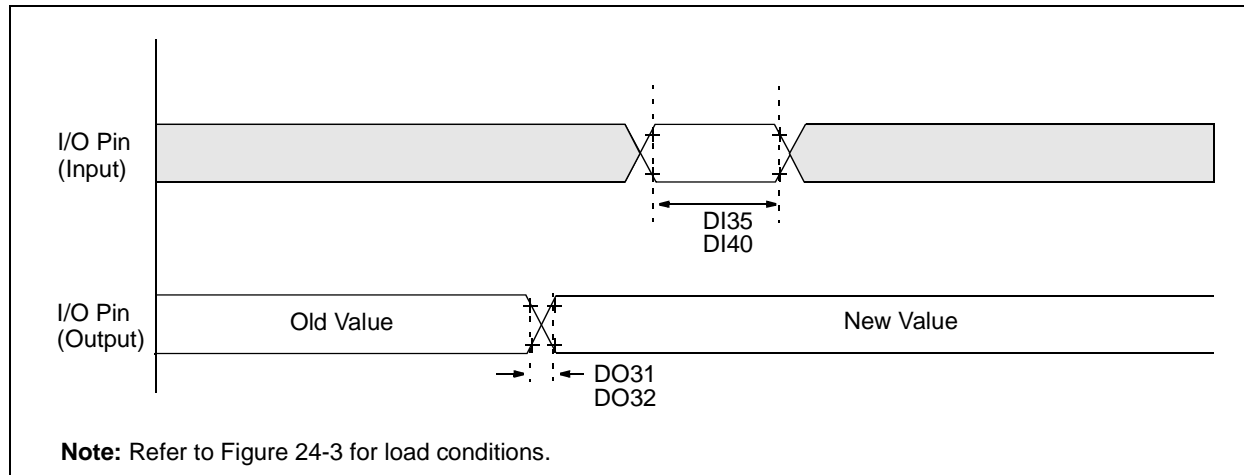 I/O Pin
(Input)
DI35
DI40
I/O Pin
(Output)
Old Value
New Value
DO31
DO32
Note: Refer to Figure 24-3 for load conditions.